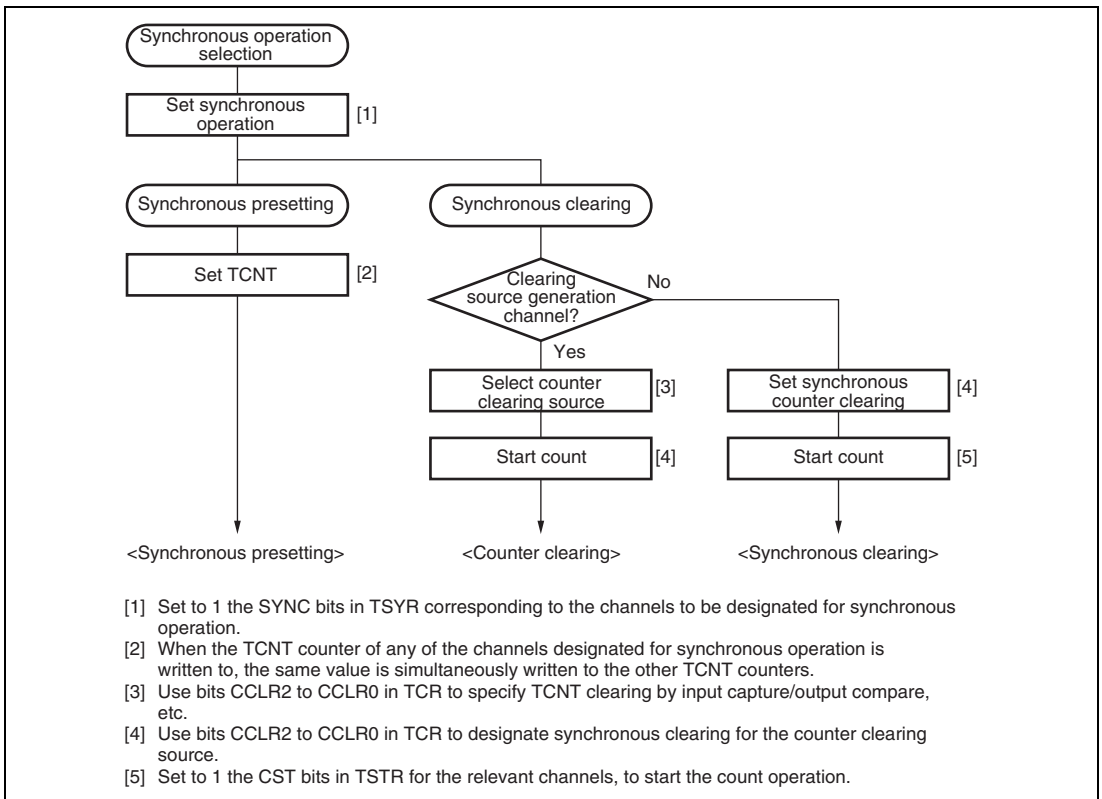 Synchronous operation
selection
Set synchronous
operation
[1]
Synchronous presetting
Synchronous clearing
Set TCNT
[2]
Clearing
source generation
channel?
No
Yes
Select counter
clearing source
[3]
Set synchronous
counter clearing
[4]
Start count
[4]
Start count
[5]
<Synchronous presetting>
<Counter clearing>
<Synchronous clearing>
[1] Set to 1 the SYNC bits in TSYR corresponding to the channels to be designated for synchronous
operation.
[2] When the TCNT counter of any of the channels designated for synchronous operation is
written to, the same value is simultaneously written to the other TCNT counters.
[3] Use bits CCLR2 to CCLR0 in TCR to specify TCNT clearing by input capture/output compare,
etc.
[4] Use bits CCLR2 to CCLR0 in TCR to designate synchronous clearing for the counter clearing
source.
[5] Set to 1 the CST bits in TSTR for the relevant channels, to start the count operation.